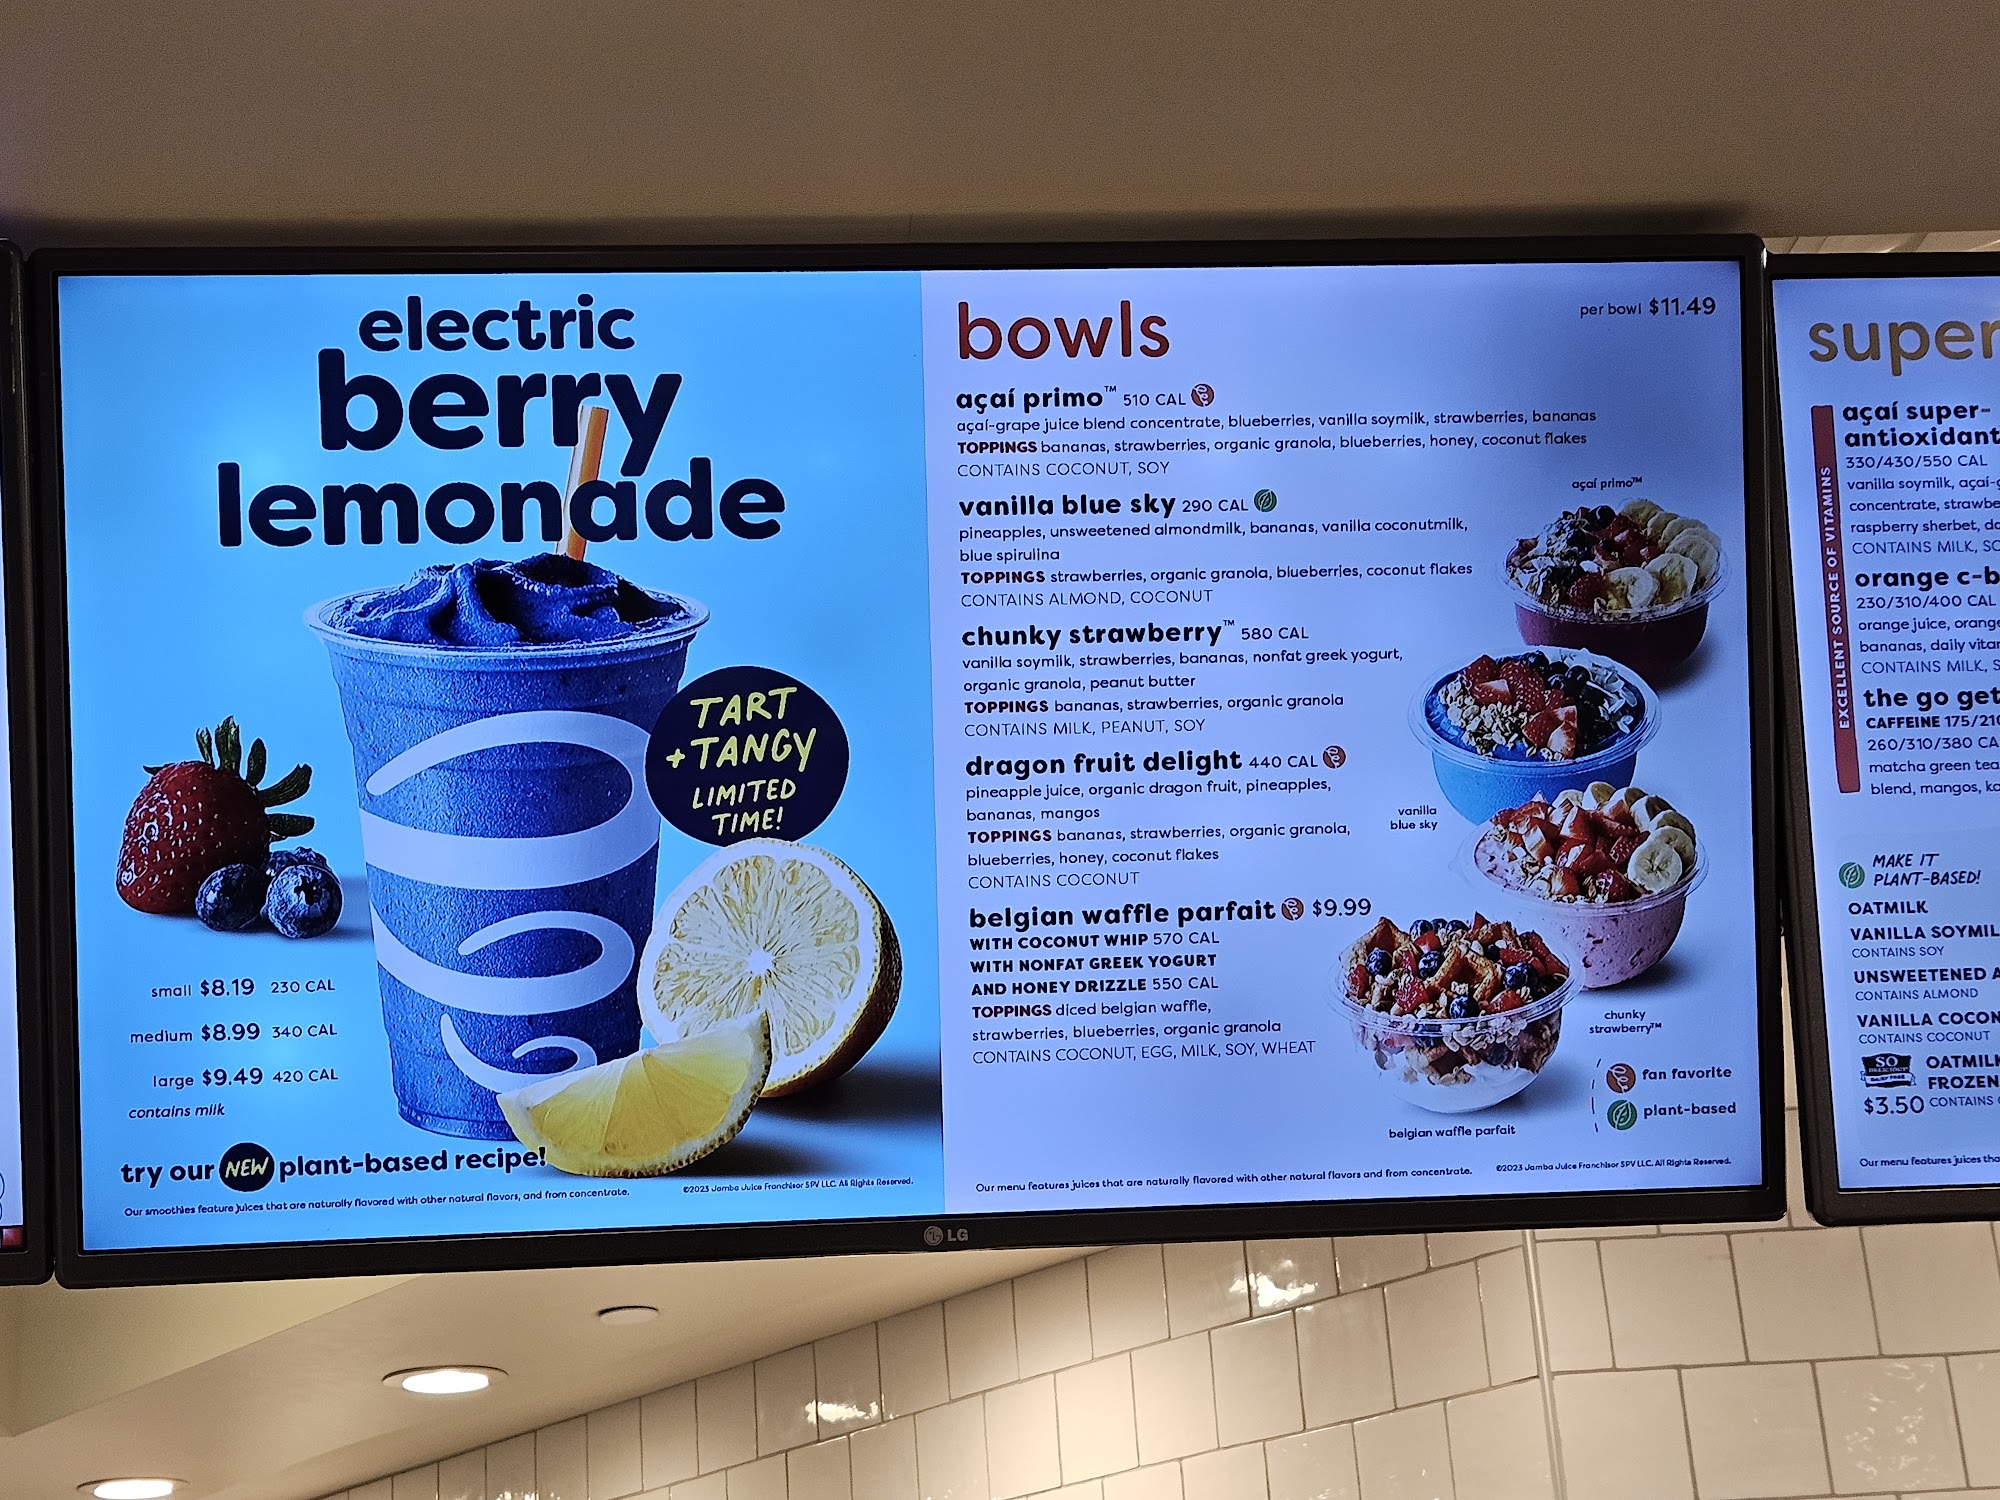 electric
berry
lemonade
TART
+ TANGY
LIMITED
TIME!
small $8.19 230 CAL
medium $8.99 340 CAL
large $9.49 420 CAL
contains milk
try our NEW plant-based recipe!
Our smoothies feature juices that are naturally flavored with other natural flavors, and from concentrate.
©2023 Jamba Juice Franchisor SPV LLC. All Rights Reserved.
bowls
per bowl $11.49
açaí primo™ 510 CAL
açaí-grape juice blend concentrate, blueberries, vanilla soymilk, strawberries, bananas
TOPPINGS bananas, strawberries, organic granola, blueberries, honey, coconut flakes
CONTAINS COCONUT, SOY
vanilla blue sky 290 CAL
pineapples, unsweetened almondmilk, bananas, vanilla coconutmilk,
blue spirulina
TOPPINGS strawberries, organic granola, blueberries, coconut flakes
CONTAINS ALMOND, COCONUT
chunky strawberry™ 580 CAL
vanilla soymilk, strawberries, bananas, nonfat greek yogurt,
organic granola, peanut butter
TOPPINGS bananas, strawberries, organic granola
CONTAINS MILK, PEANUT, SOY
dragon fruit delight 440 CAL
pineapple juice, organic dragon fruit, pineapples,
bananas, mangos
TOPPINGS bananas, strawberries, organic granola,
blueberries, honey, coconut flakes
CONTAINS COCONUT
belgian waffle parfait $9.99
WITH COCONUT WHIP 570 CAL
WITH NONFAT GREEK YOGURT
AND HONEY DRIZZLE 550 CAL
TOPPINGS diced belgian waffle,
strawberries, blueberries, organic granola
CONTAINS COCONUT, EGG, MILK, SOY, WHEAT
açaí primo™
vanilla
blue sky
chunky
strawberry™
belgian waffle parfait
fan favorite
plant-based
Our menu features juices that are naturally flavored with other natural flavors and from concentrate.
©2023 Jamba Juice Franchisor SPV LLC. All Rights Reserved.
LG
super
EXCELLENT SOURCE OF VITAMINS
açaí super-
antioxidant
330/430/550 CAL
vanilla soymilk, açaí-
concentrate, strawbe
raspberry sherbet, da
CONTAINS MILK, SO
orange c-b
230/310/400 CAL
orange juice, orange
bananas, daily vita
CONTAINS MILK, S
the go get
CAFFEINE 175/210
260/310/380 CA
matcha green tea
blend, mangos, ka
MAKE IT
PLANT-BASED!
OATMILK
VANILLA SOYMIL
CONTAINS SOY
UNSWEETENED A
CONTAINS ALMOND
VANILLA COCON
CONTAINS COCONUT
SO
DELICIOUS
DAIRY FREE
OATMILK
FROZEN
$3.50 CONTAINS
Our menu features juices tha